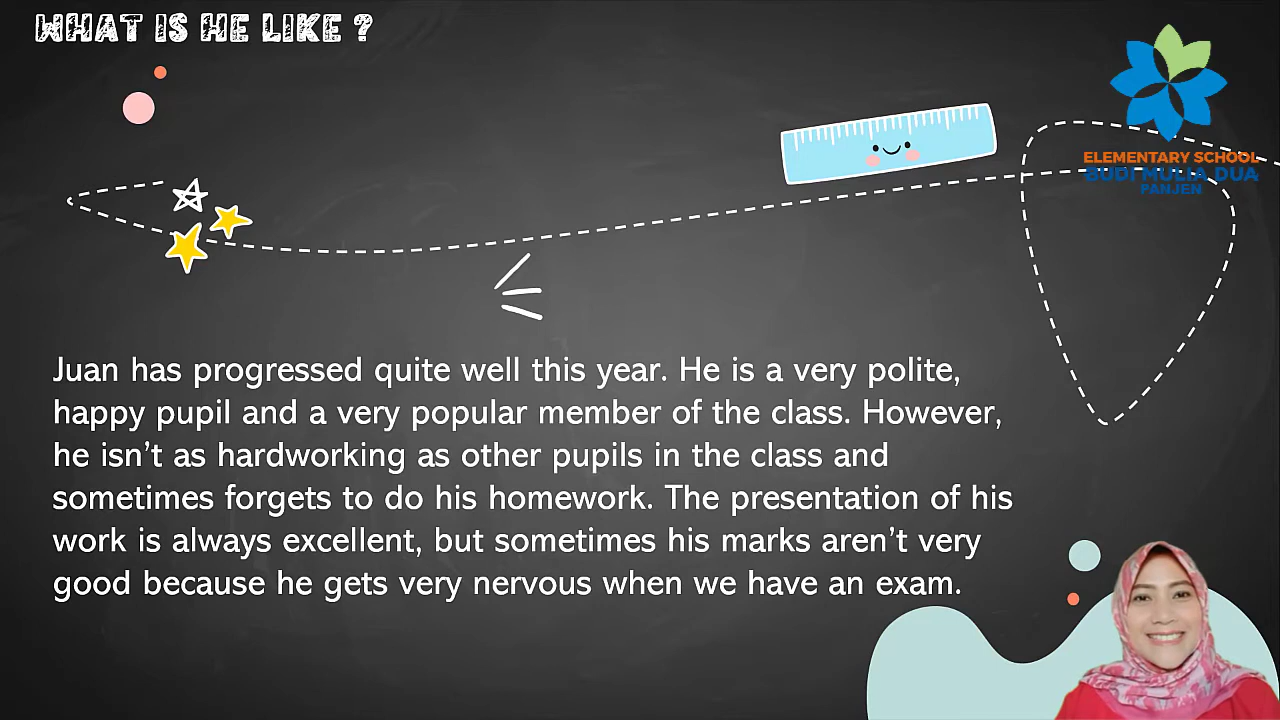 WHAT IS HE LIKE ?
ELEMENTARY SCHOOL
BUDI MULIA DUA
PANJEN
Juan has progressed quite well this year. He is a very polite,
happy pupil and a very popular member of the class. However,
he isn’t as hardworking as other pupils in the class and
sometimes forgets to do his homework. The presentation of his
work is always excellent, but sometimes his marks aren’t very
good because he gets very nervous when we have an exam.